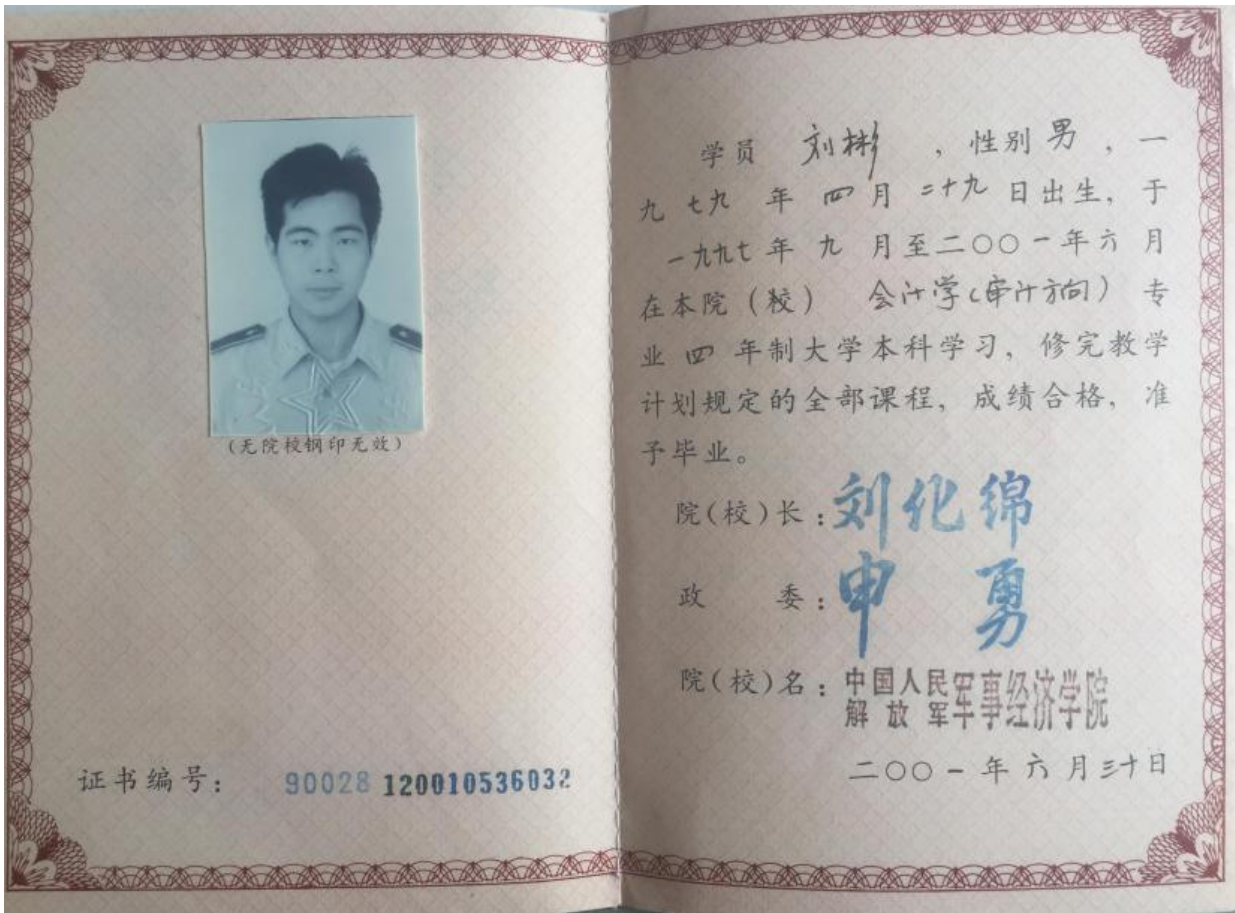 （无院校钢印无效）
证书编号： 90028 120010536032
学员 刘彬 ，性别 男 ，一
九 七九 年 四 月 二十九 日出生，于
一九九七 年 九 月至二〇〇一年六 月
在本院（校） 会计学（审计方向） 专
业 四 年制大学本科学习，修完教学
计划规定的全部课程，成绩合格，准
予毕业。
院（校）长：刘化绵
政 委：申 勇
院（校）名：中国人民解放军军事经济学院
二〇〇一年六月三十日